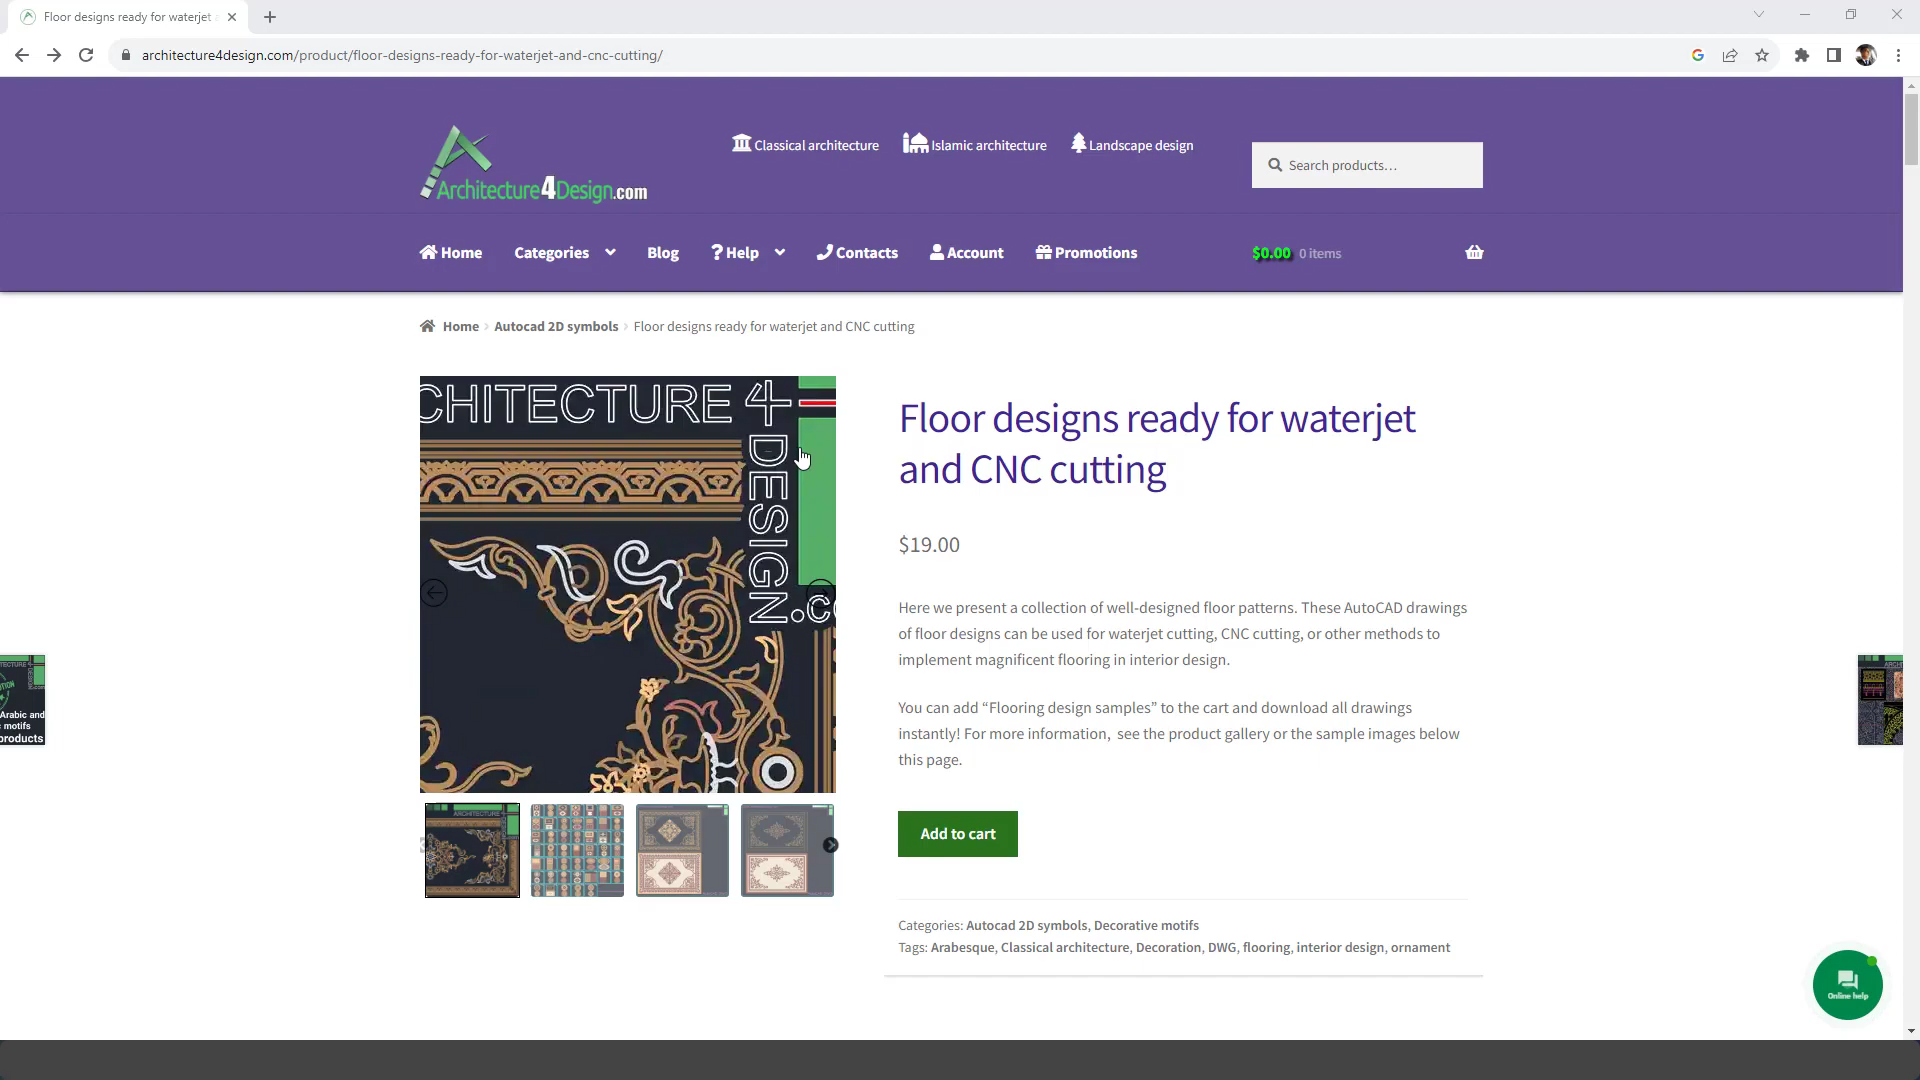 Floor designs ready for waterjet a
architecture4design.com/product/floor-designs-ready-for-waterjet-and-cnc-cutting/
Classical architecture
Islamic architecture
Landscape design
Search products…
Architecture4Design.com
Home
Categories
Blog
? Help
Contacts
Account
Promotions
$0.00 0 items
Home › Autocad 2D symbols › Floor designs ready for waterjet and CNC cutting
CHITECTURE 4
DESIGN.C
Floor designs ready for waterjet
and CNC cutting
$19.00
Here we present a collection of well-designed floor patterns. These AutoCAD drawings
of floor designs can be used for waterjet cutting, CNC cutting, or other methods to
implement magnificent flooring in interior design.
You can add “Flooring design samples” to the cart and download all drawings
instantly! For more information,  see the product gallery or the sample images below
this page.
Arabic and
motifs
products
ARCHITECTURE
Add to cart
Categories: Autocad 2D symbols, Decorative motifs
Tags: Arabesque, Classical architecture, Decoration, DWG, flooring, interior design, ornament
Online help